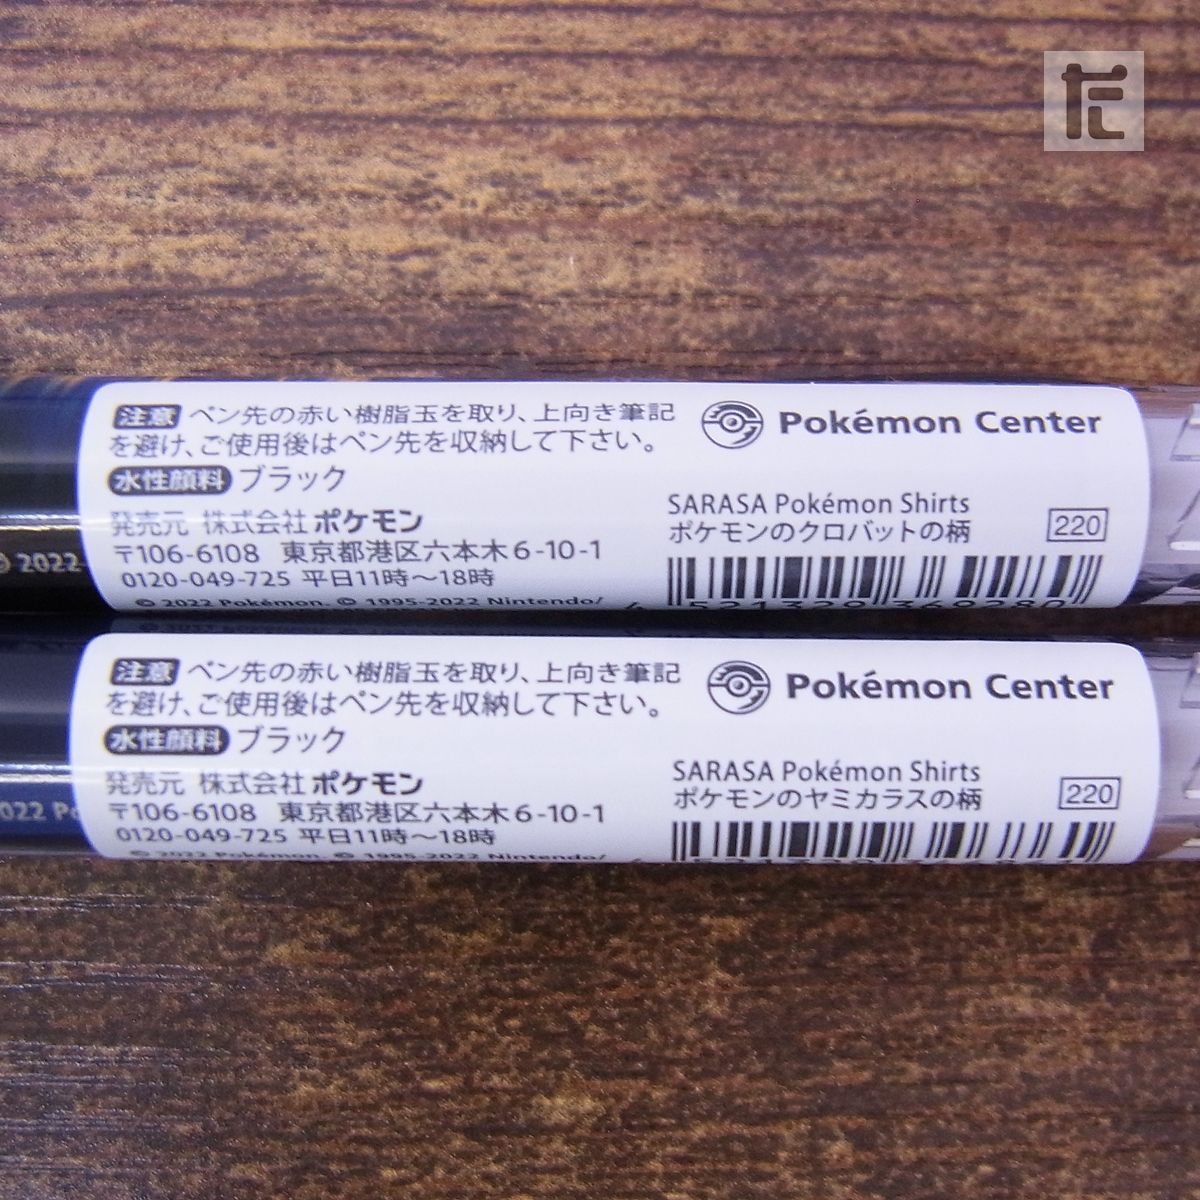 注意 ペン先の赤い樹脂玉を取り、上向き筆記
を避け、ご使用後はペン先を収納して下さい。
水性顔料 ブラック
発売元 株式会社ポケモン
〒106-6108 東京都港区六本木6-10-1
0120-049-725 平日11時～18時
© 2022 Pokémon. © 1995-2022 Nintendo/
Pokémon Center
SARASA Pokémon Shirts
ポケモンのクロバットの柄
220
4 521329 369280
2022
注意 ペン先の赤い樹脂玉を取り、上向き筆記
を避け、ご使用後はペン先を収納して下さい。
水性顔料 ブラック
発売元 株式会社ポケモン
〒106-6108 東京都港区六本木6-10-1
0120-049-725 平日11時～18時
© 2022 Pokémon. © 1995-2022 Nintendo/
Pokémon Center
SARASA Pokémon Shirts
ポケモンのヤミカラスの柄
220